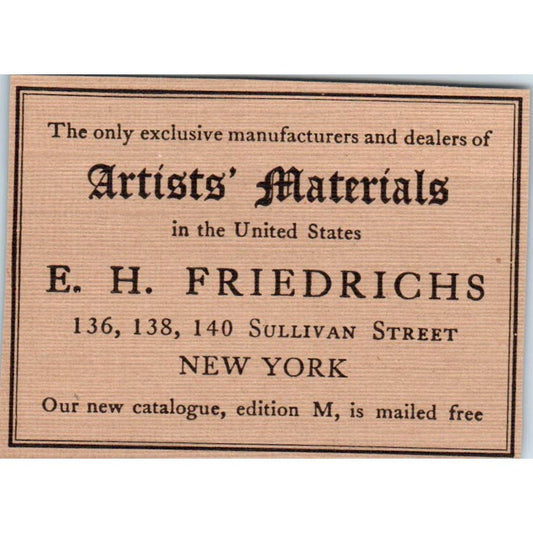 The only exclusive manufacturers and dealers of
Artists' Materials
in the United States
E. H. FRIEDRICHS
136, 138, 140 SULLIVAN STREET
NEW YORK
Our new catalogue, edition M, is mailed free